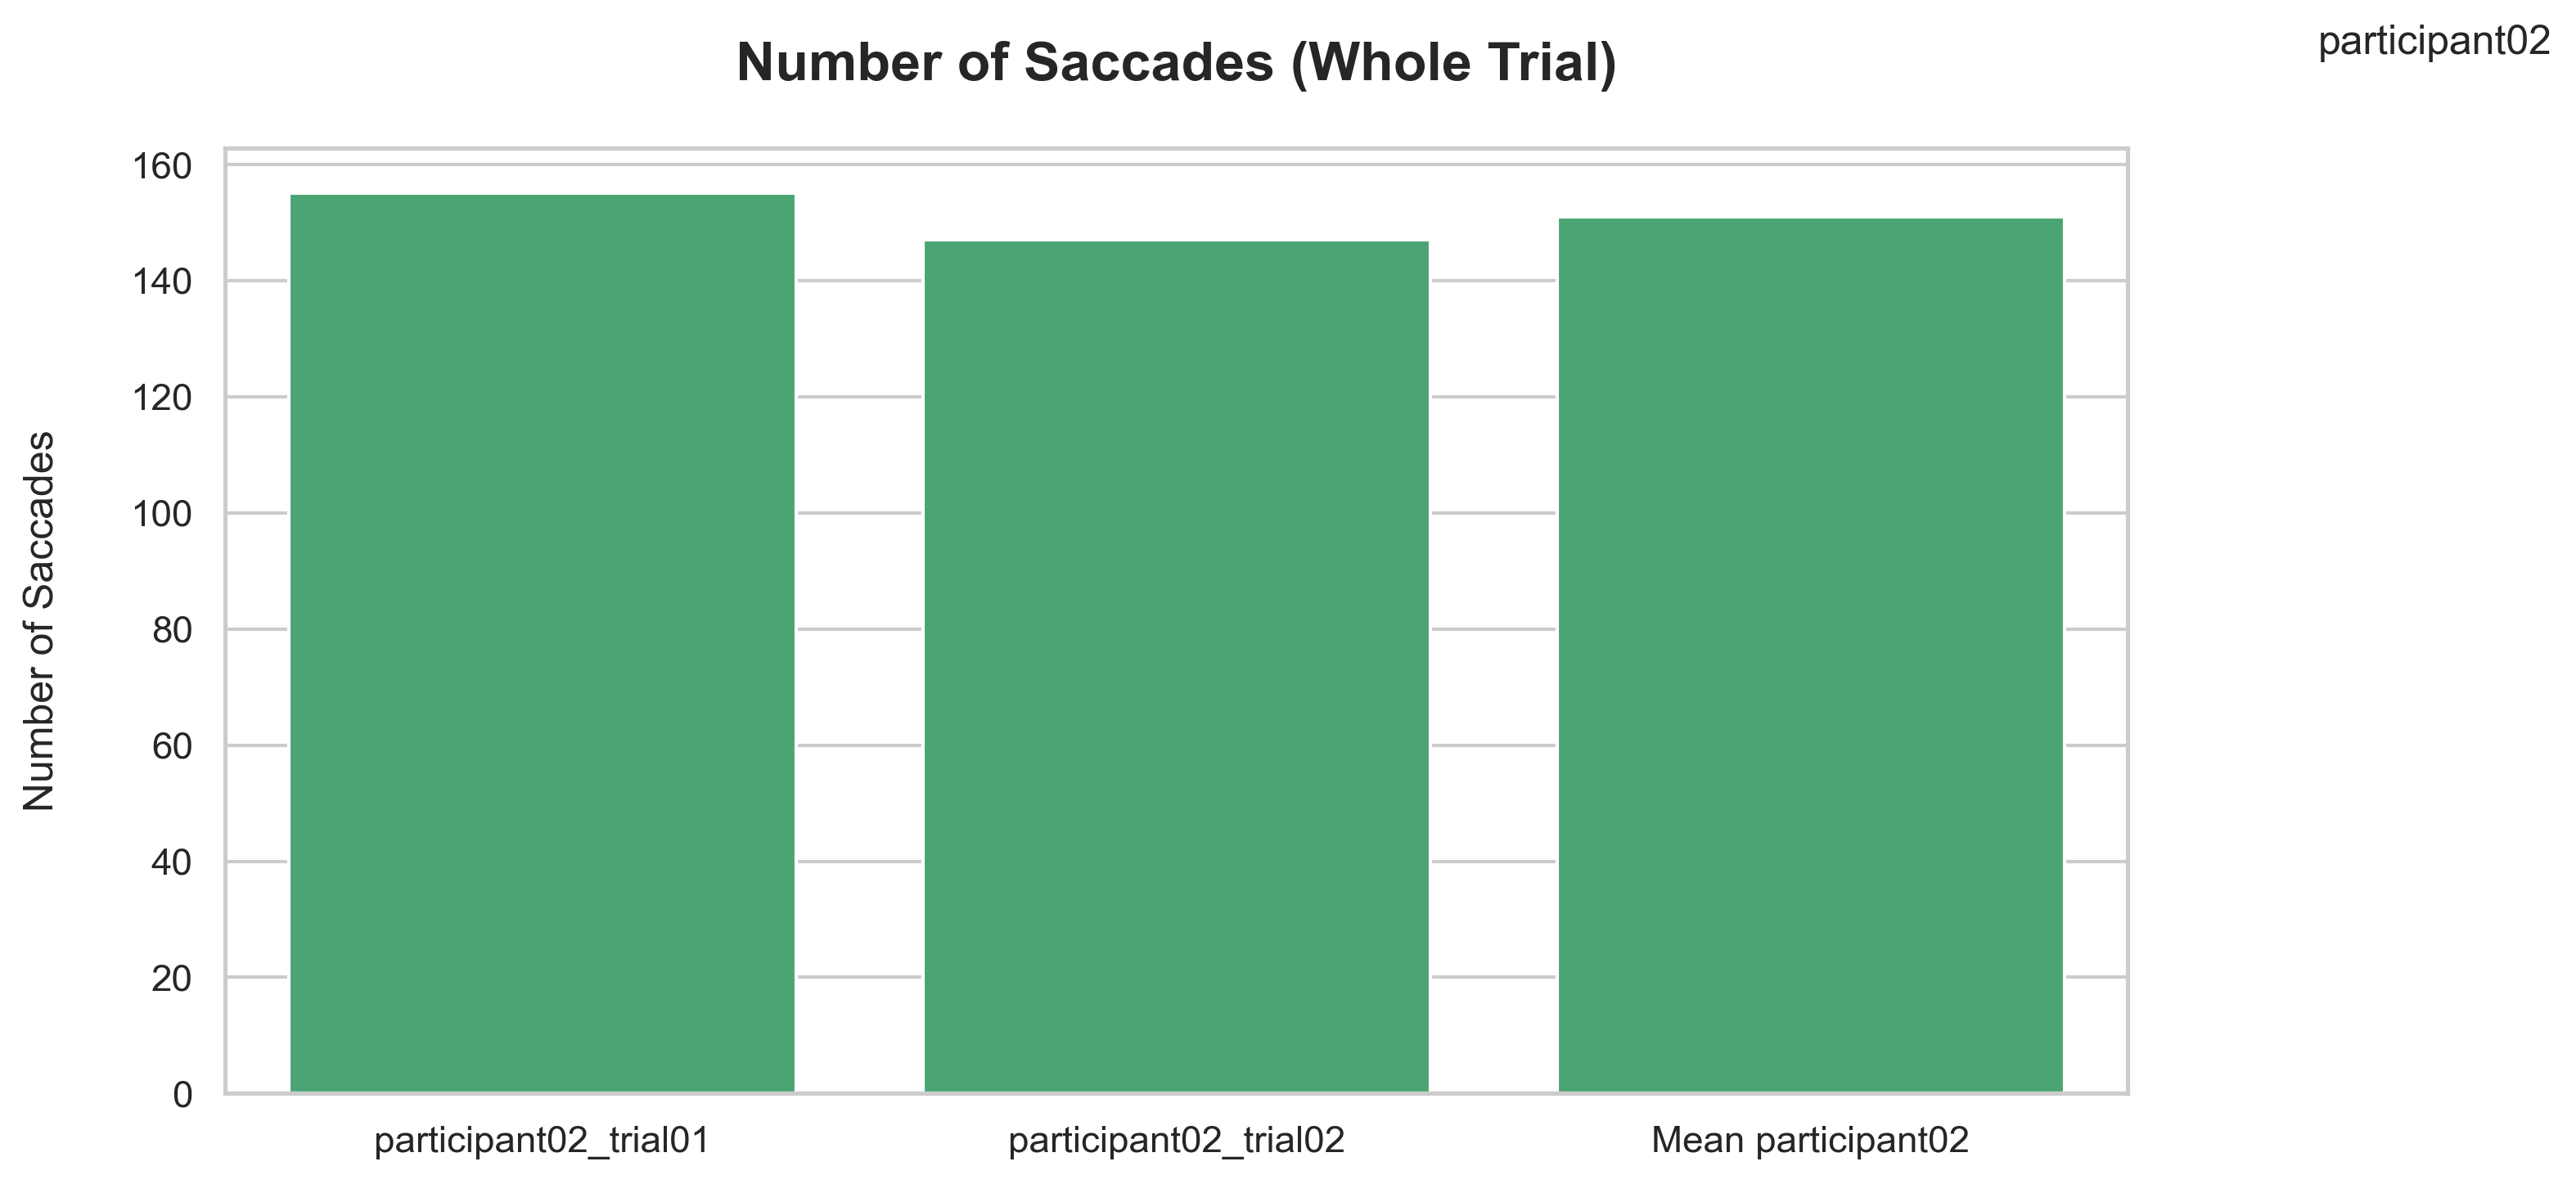 participant02
Number of Saccades (Whole Trial)
Number of Saccades
160
140
120
100
80
60
40
20
0
participant02_trial01
participant02_trial02
Mean participant02